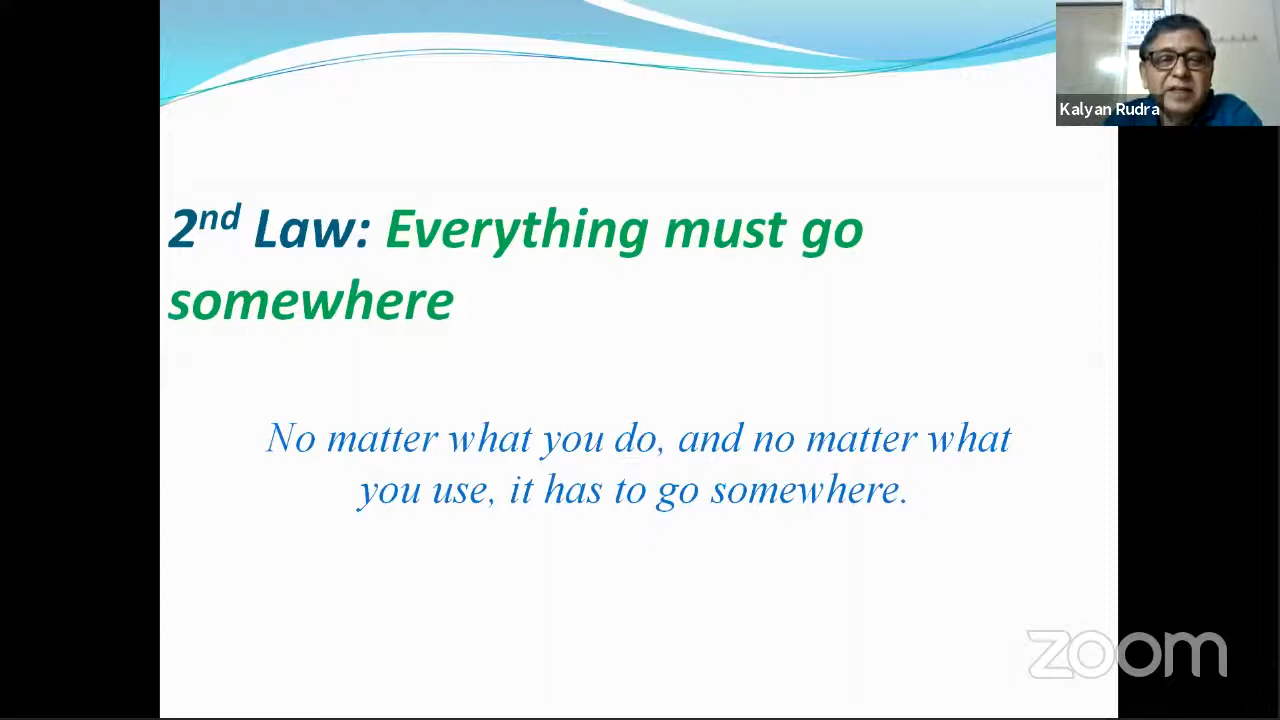 Kalyan Rudra
2nd Law: Everything must go
somewhere
No matter what you do, and no matter what
you use, it has to go somewhere.
zoom